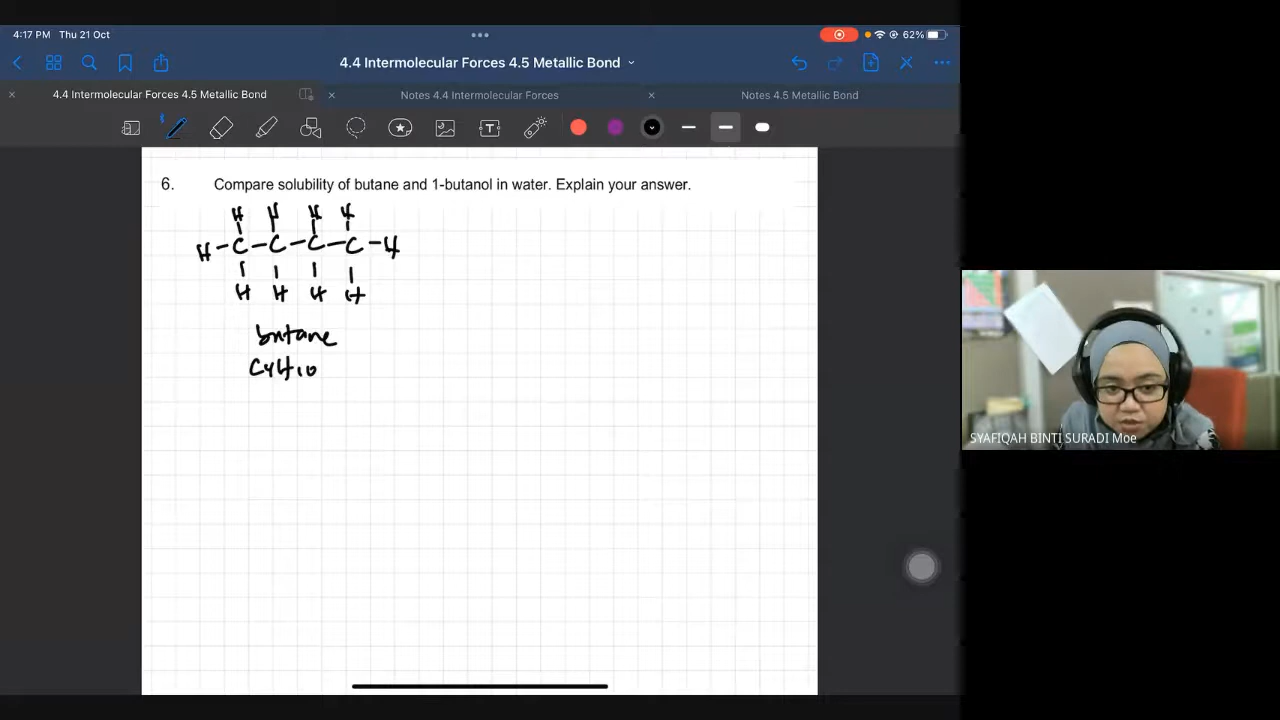 4:17 PM Thu 21 Oct
62%
4.4 Intermolecular Forces 4.5 Metallic Bond
4.4 Intermolecular Forces 4.5 Metallic Bond
Notes 4.4 Intermolecular Forces
Notes 4.5 Metallic Bond
6. Compare solubility of butane and 1-butanol in water. Explain your answer.
H H H H
H - C - C - C - C - H
H H H H
butane
C4H10
SYAFIQAH BINTI SURADI Moe